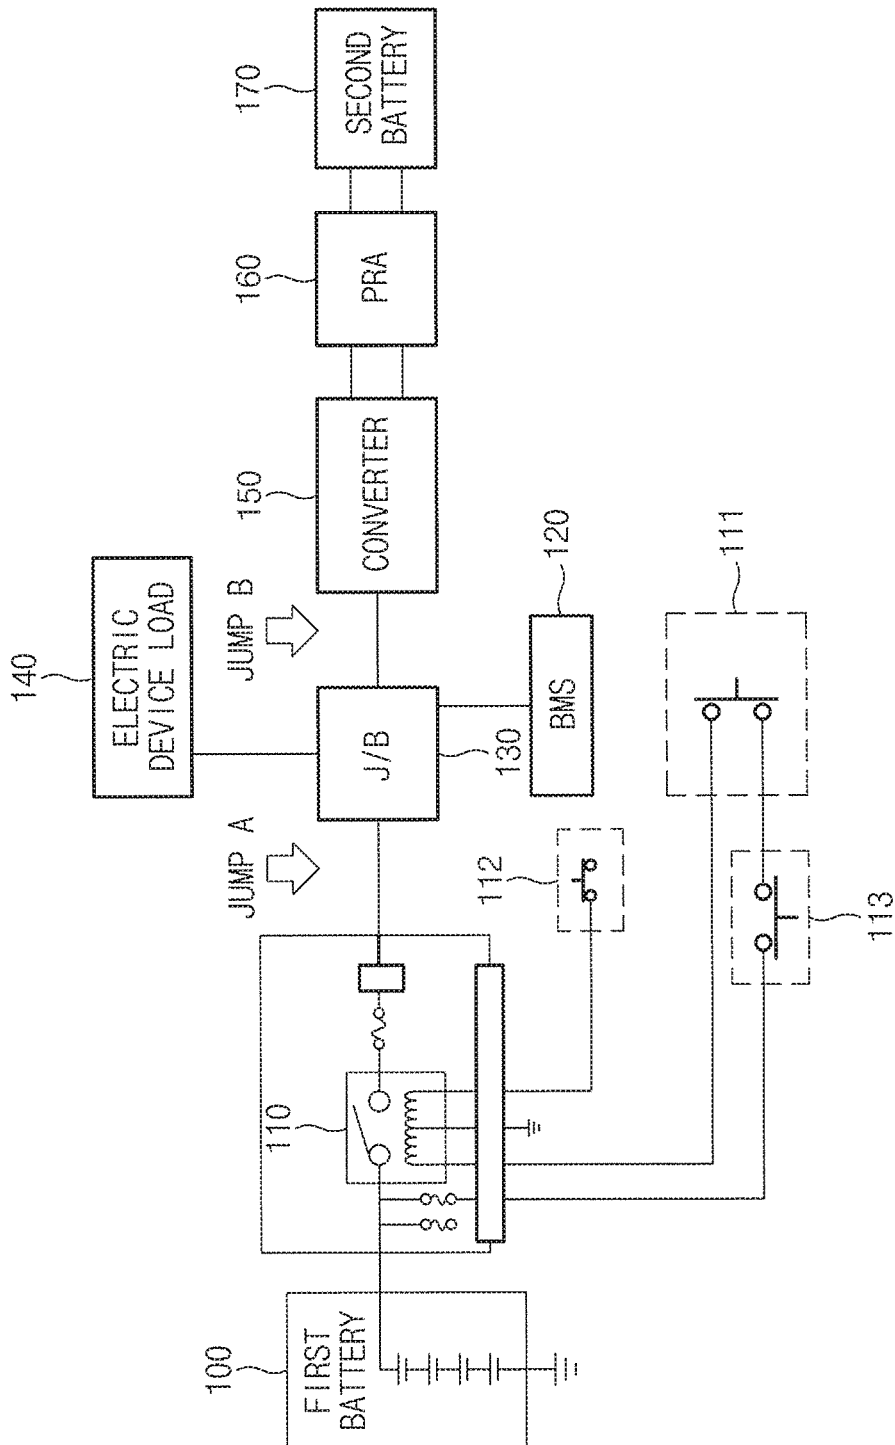 100
FIRST
BATTERY
110
JUMP A
140
ELECTRIC
DEVICE LOAD
J/B
130
JUMP B
150
CONVERTER
160
PRA
170
SECOND
BATTERY
112
BMS
120
111
113